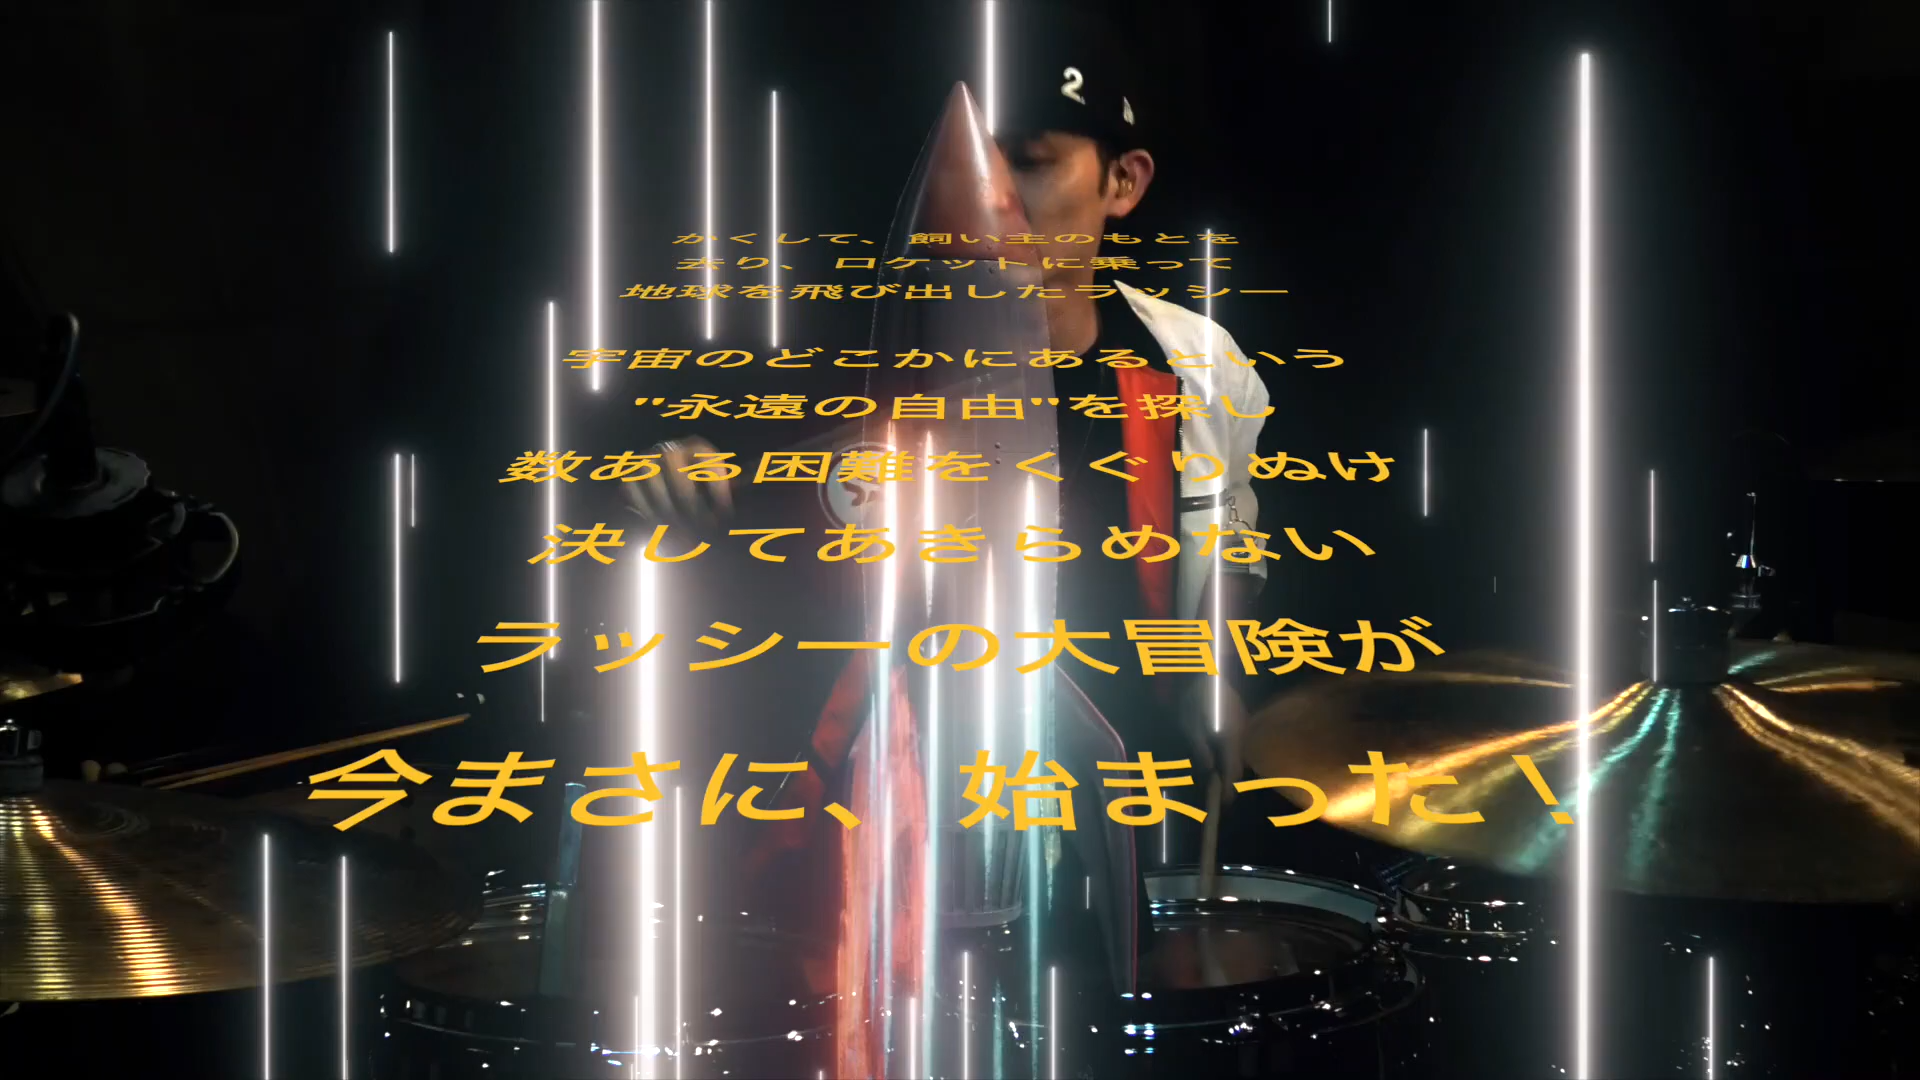 2
かくして、飼い主のもとを
去り、ロケットに乗って
地球を飛び出したラッシー
宇宙のどこかにあるという
"永遠の自由"を探し
数ある困難をくぐりぬけ
決してあきらめない
ラッシーの大冒険が
今まさに、始まった！